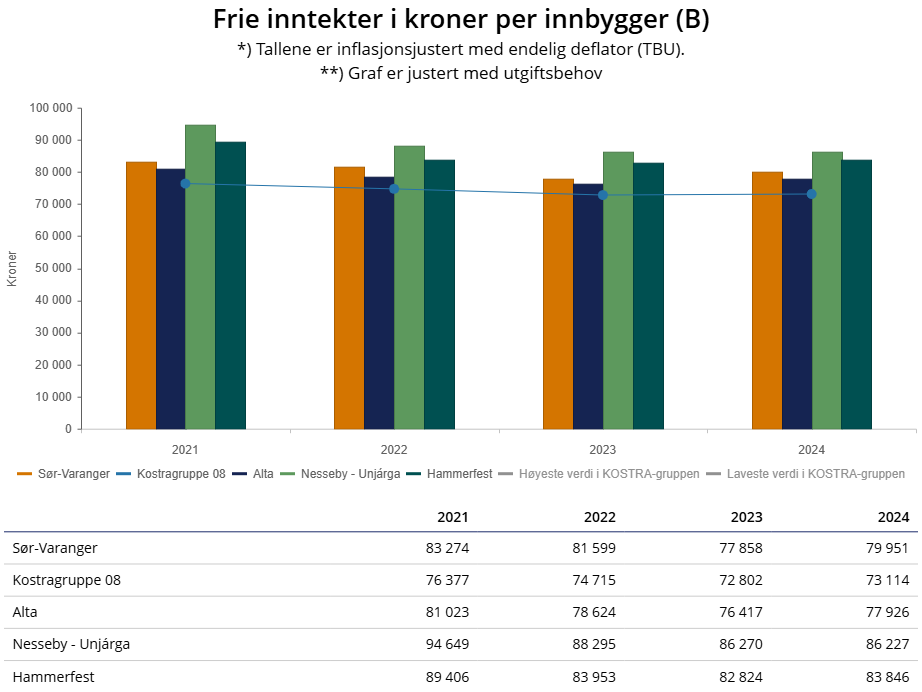 Frie inntekter i kroner per innbygger (B)
*) Tallene er inflasjonsjustert med endelig deflator (TBU).
**) Graf er justert med utgiftsbehov
Kroner
100 000
90 000
80 000
70 000
60 000
50 000
40 000
30 000
20 000
10 000
0
2021 2022 2023 2024
Sør-Varanger Kostragruppe 08 Alta Nesseby - Unjárga Hammerfest Høyeste verdi i KOSTRA-gruppen Laveste verdi i KOSTRA-gruppen
2021 2022 2023 2024
Sør-Varanger 83 274 81 599 77 858 79 951
Kostragruppe 08 76 377 74 715 72 802 73 114
Alta 81 023 78 624 76 417 77 926
Nesseby - Unjárga 94 649 88 295 86 270 86 227
Hammerfest 89 406 83 953 82 824 83 846